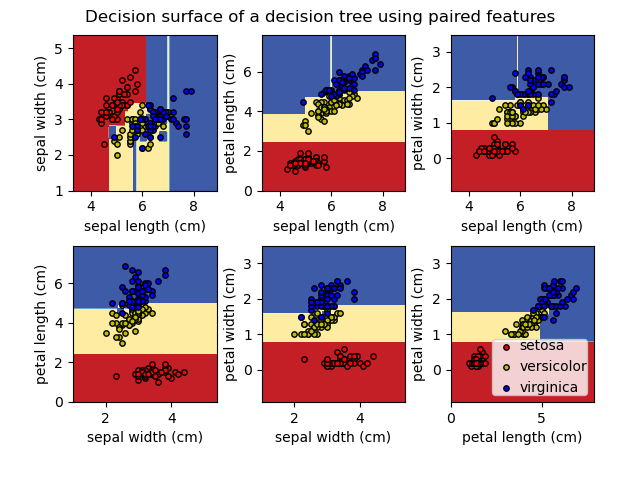 Decision surface of a decision tree using paired features
5
4
3
2
1
sepal width (cm)
4 6 8
sepal length (cm)
6
4
2
0
petal length (cm)
4 6 8
sepal length (cm)
3
2
1
0
petal width (cm)
4 6 8
sepal length (cm)
6
4
2
0
petal length (cm)
2 4
sepal width (cm)
3
2
1
0
petal width (cm)
2 4
sepal width (cm)
3
2
1
0
petal width (cm)
0 5
petal length (cm)
setosa
versicolor
virginica